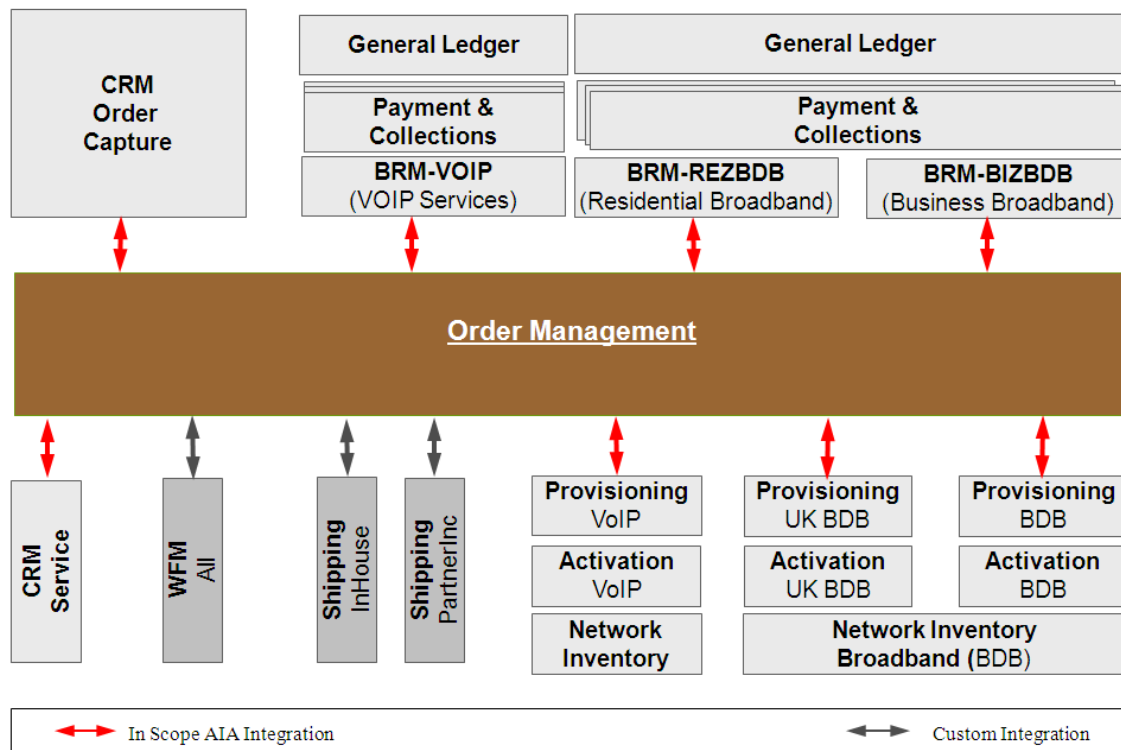 CRM
Order
Capture
General Ledger
General Ledger
Payment &
Collections
Payment &
Collections
BRM-VOIP
(VOIP Services)
BRM-REZBDB
(Residential Broadband)
BRM-BIZBDB
(Business Broadband)
Order Management
CRM
Service
WFM
All
Shipping
InHouse
Shipping
PartnerInc
Provisioning
VoIP
Provisioning
UK BDB
Provisioning
BDB
Activation
VoIP
Activation
UK BDB
Activation
BDB
Network
Inventory
Network Inventory
Broadband (BDB)
In Scope AIA Integration
Custom Integration